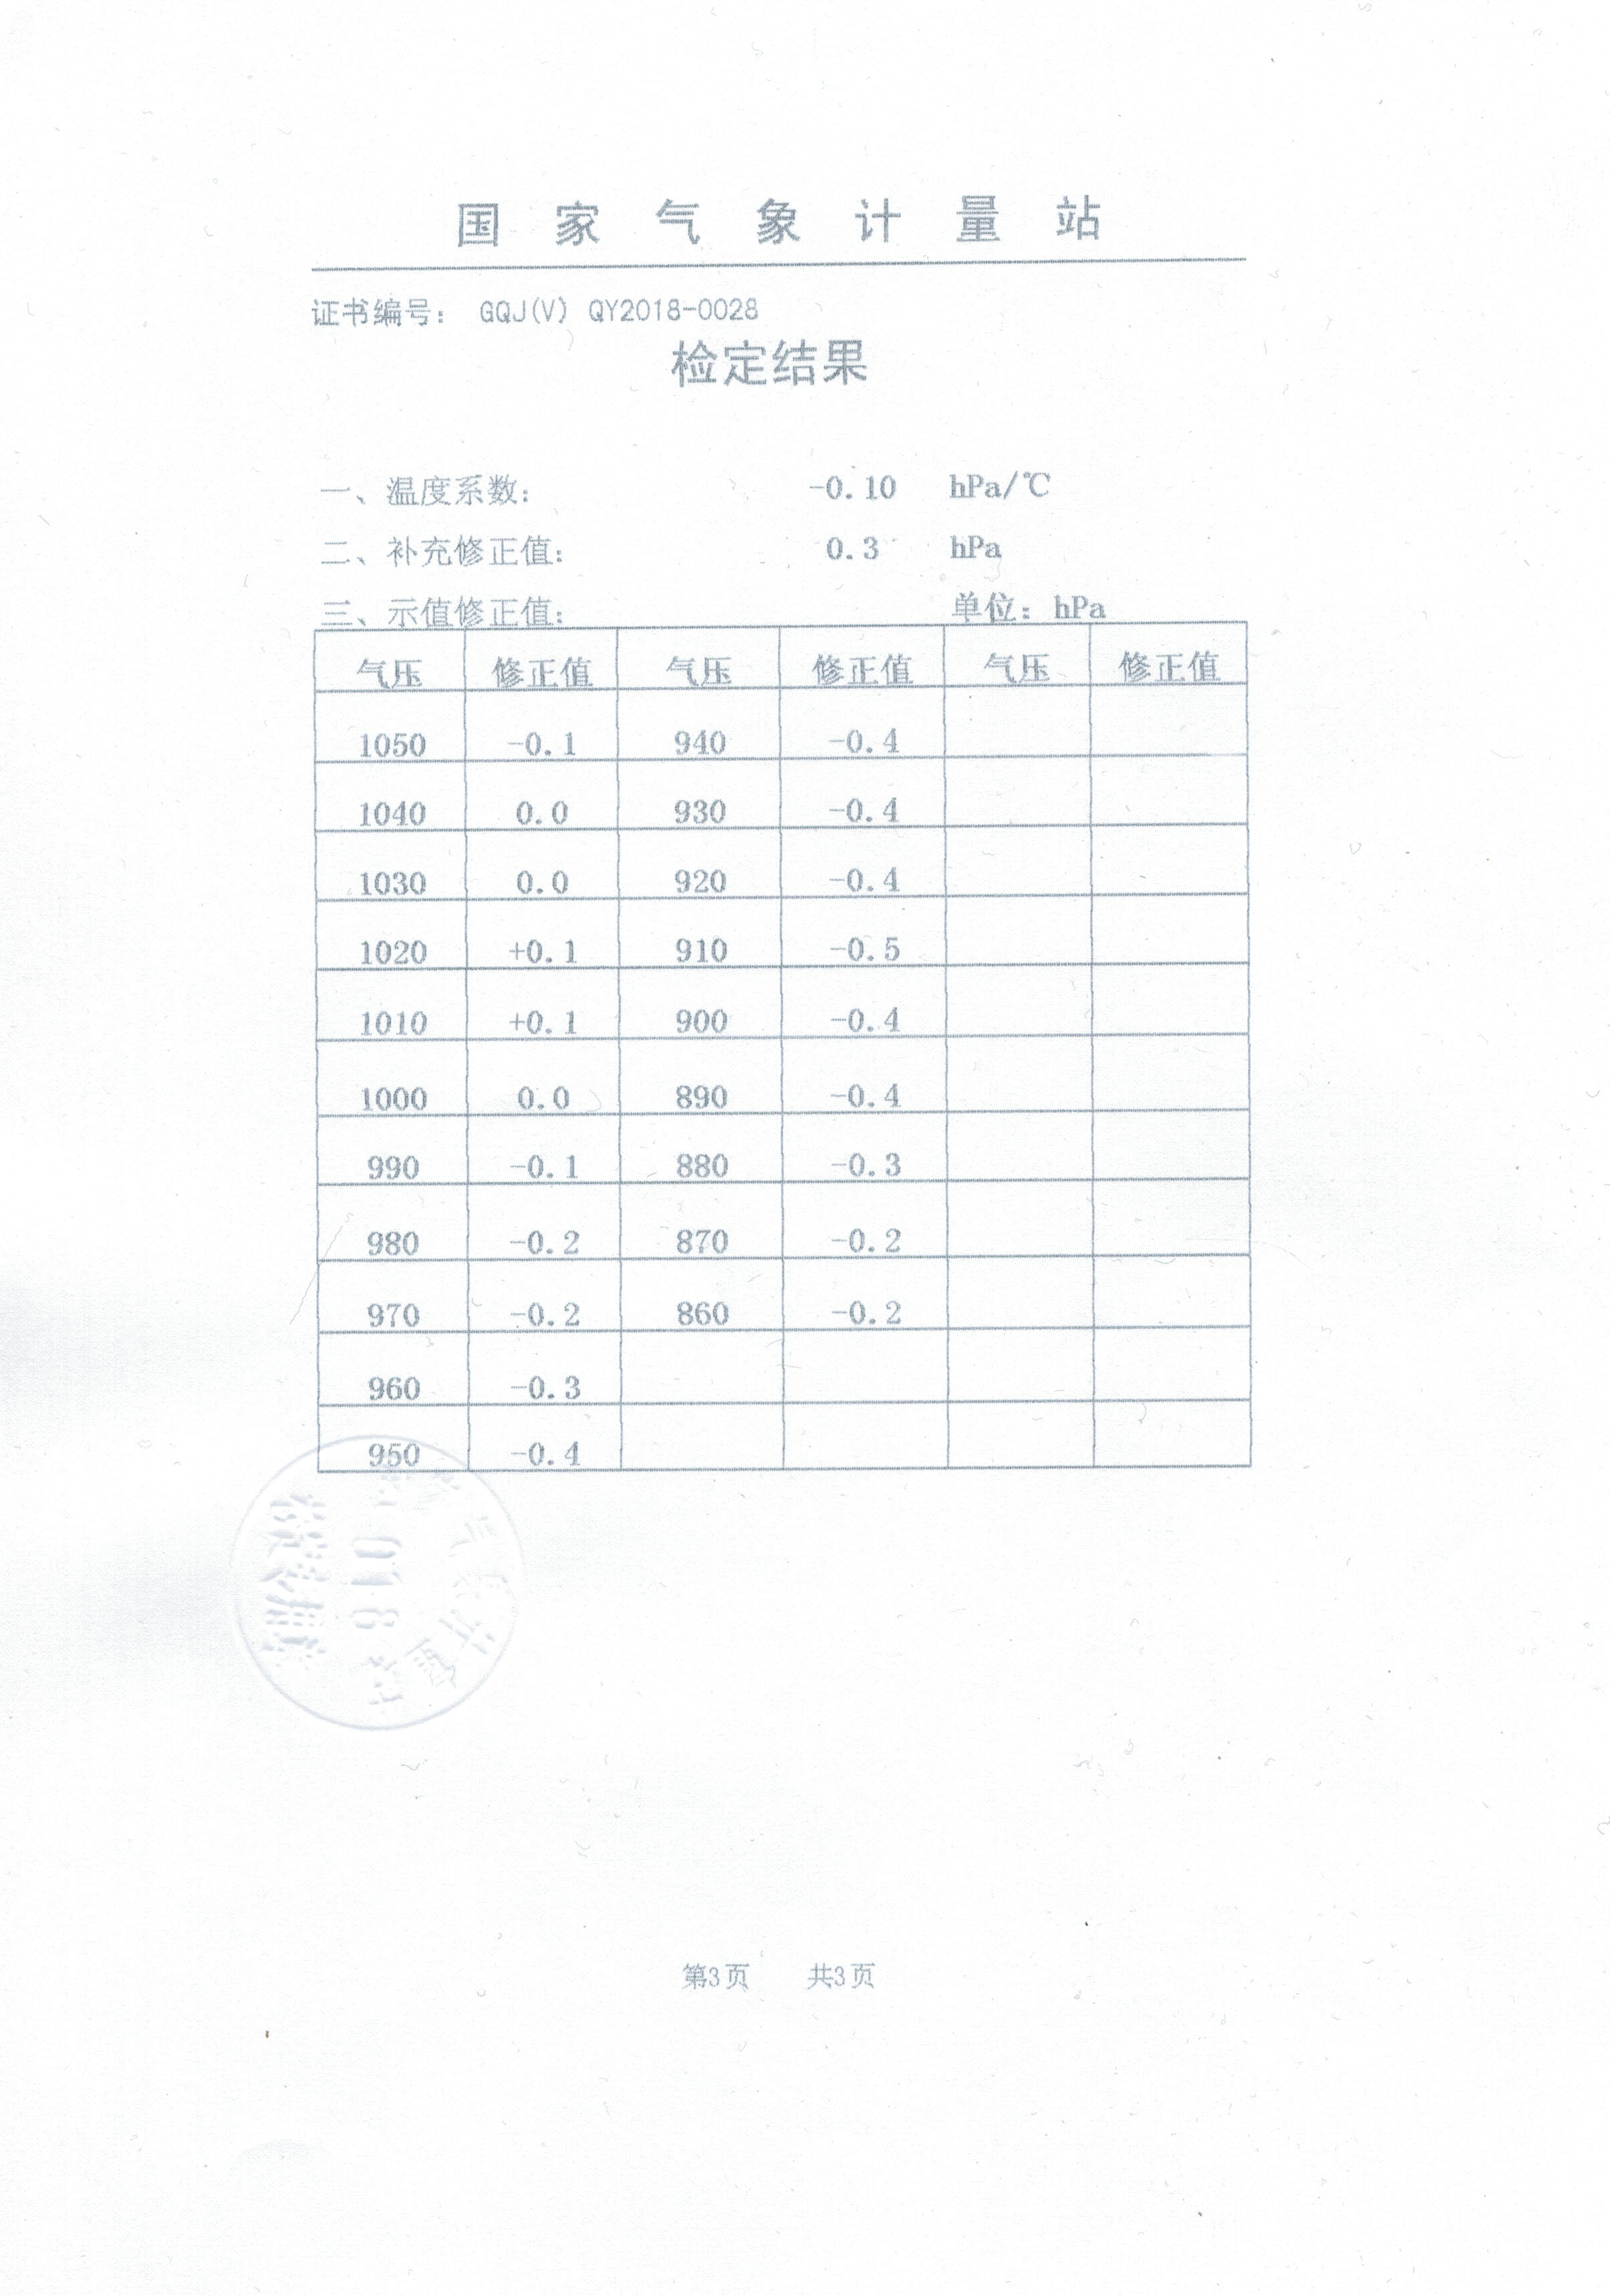 国家气象计量站
证书编号： GQJ(V) QY2018-0028
检定结果
一、温度系数: -0.10 hPa/℃
二、补充修正值: 0.3 hPa
三、示值修正值: 单位: hPa
气压 修正值 气压 修正值 气压 修正值
1050 -0.1 940 -0.4
1040 0.0 930 -0.4
1030 0.0 920 -0.4
1020 +0.1 910 -0.5
1010 +0.1 900 -0.4
1000 0.0 890 -0.4
990 -0.1 880 -0.3
980 -0.2 870 -0.2
970 -0.2 860 -0.2
960 -0.3
950 -0.4
第3页 共3页